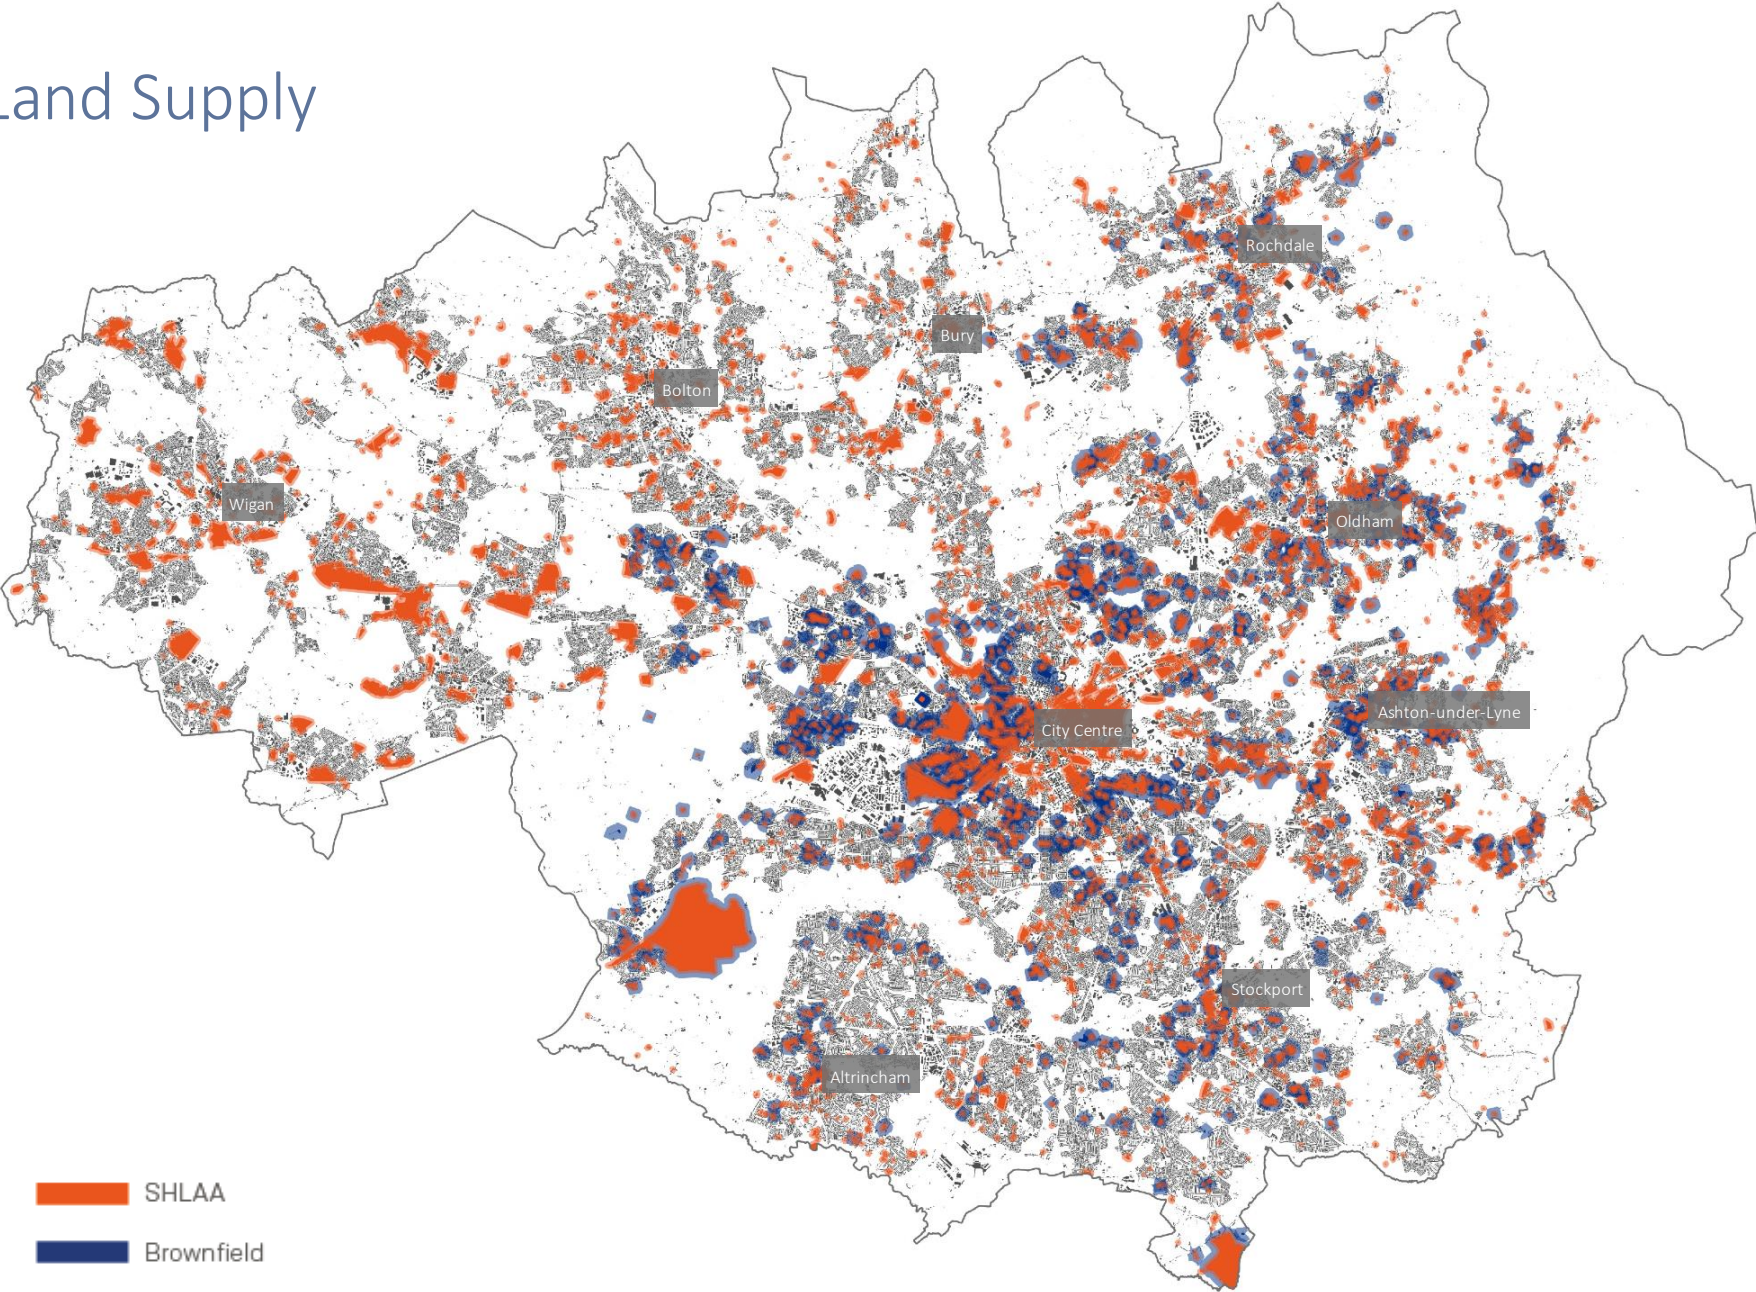 Land Supply
Rochdale
Bury
Bolton
Wigan
Oldham
Ashton-under-Lyne
City Centre
Stockport
Altrincham
SHLAA
Brownfield